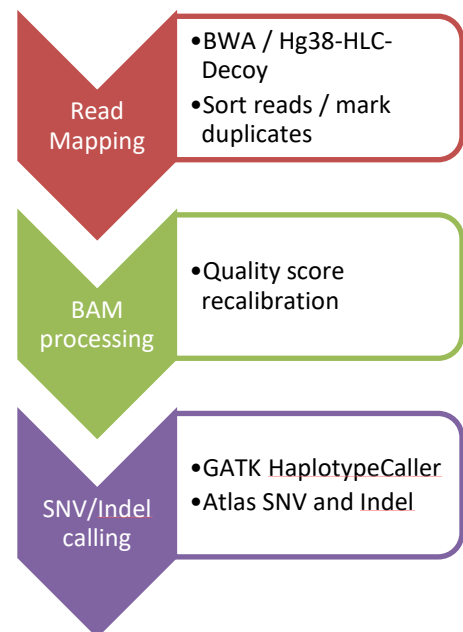 Read
Mapping
•BWA / Hg38-HLC-
Decoy
•Sort reads / mark
duplicates
BAM
processing
•Quality score
recalibration
SNV/Indel
calling
•GATK HaplotypeCaller
•Atlas SNV and Indel